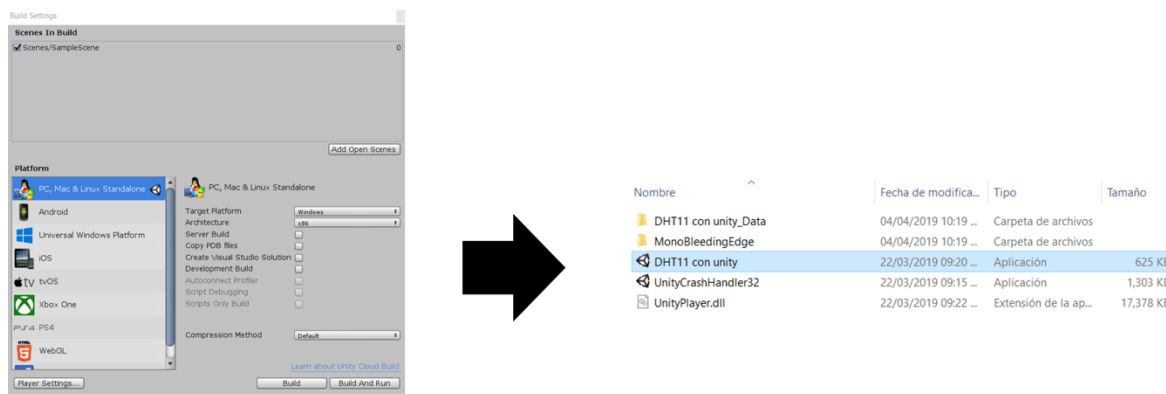 Build Settings
Scenes In Build
Scenes/SampleScene 0
Add Open Scenes
Platform
PC, Mac & Linux Standalone
Android
Universal Windows Platform
iOS
tv tvOS
Xbox One
PS4 PS4
HTML
5 WebGL
PC, Mac & Linux Standalone
Target Platform Windows
Architecture x86
Server Build
Copy PDB files
Create Visual Studio Solution
Development Build
Autoconnect Profiler
Script Debugging
Scripts Only Build
Compression Method Default
Learn about Unity Cloud Build
Player Settings... Build Build And Run
Nombre Fecha de modifica... Tipo Tamaño
DHT11 con unity_Data 04/04/2019 10:19 ... Carpeta de archivos
MonoBleedingEdge 04/04/2019 10:19 ... Carpeta de archivos
DHT11 con unity 22/03/2019 09:20 ... Aplicación 625 KB
UnityCrashHandler32 22/03/2019 09:15 ... Aplicación 1,303 KB
UnityPlayer.dll 22/03/2019 09:22 ... Extensión de la ap... 17,378 KB